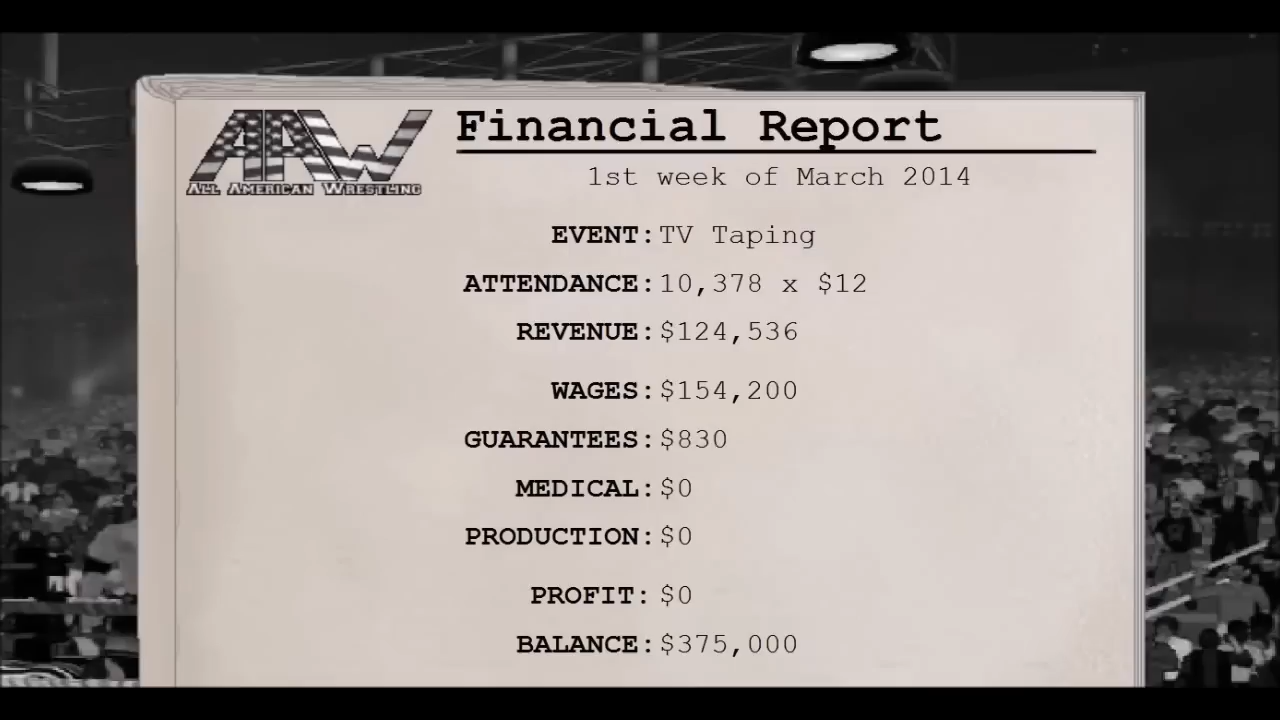 AAW
All American Wrestling
Financial Report
1st week of March 2014
EVENT: TV Taping
ATTENDANCE: 10,378 x $12
REVENUE: $124,536
WAGES: $154,200
GUARANTEES: $830
MEDICAL: $0
PRODUCTION: $0
PROFIT: $0
BALANCE: $375,000